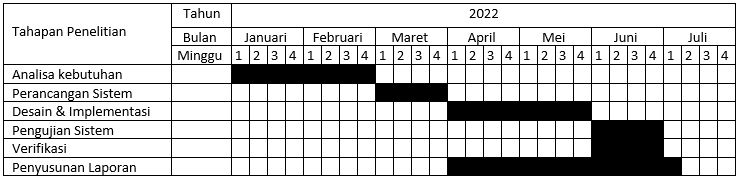 Tahapan Penelitian Tahun 2022
Bulan Januari Februari Maret April Mei Juni Juli
Minggu 1 2 3 4 1 2 3 4 1 2 3 4 1 2 3 4 1 2 3 4 1 2 3 4 1 2 3 4
Analisa kebutuhan
Perancangan Sistem
Desain & Implementasi
Pengujian Sistem
Verifikasi
Penyusunan Laporan